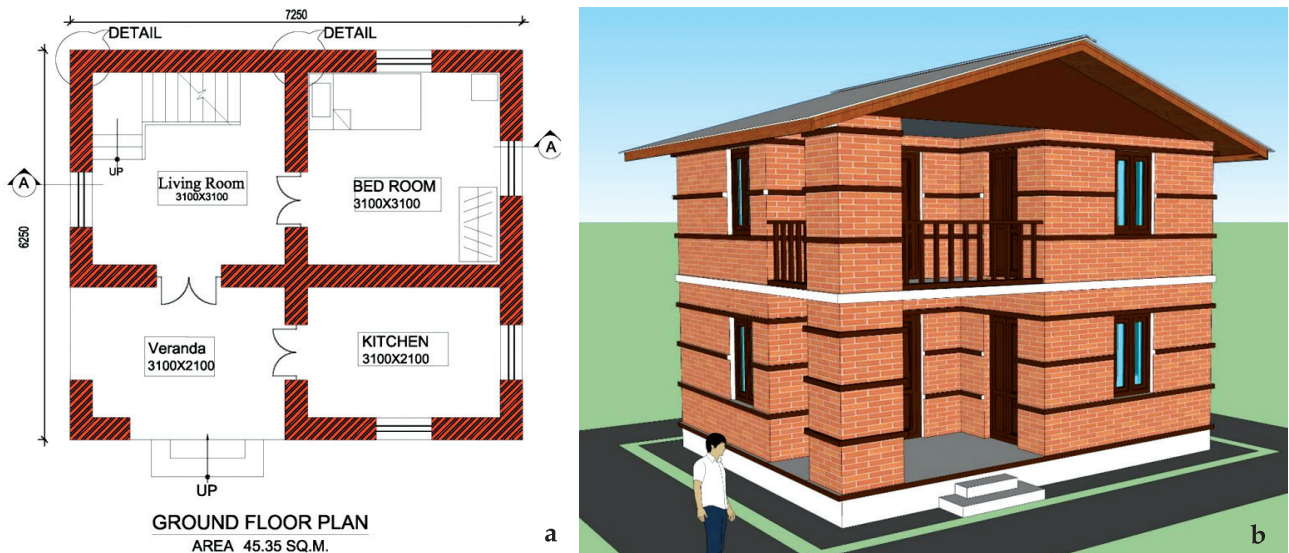 7250
DETAIL
DETAIL
6250
A
A
UP
Living Room
3100X3100
BED ROOM
3100X3100
Veranda
3100X2100
KITCHEN
3100X2100
UP
GROUND FLOOR PLAN
AREA 45.35 SQ.M.
a
b